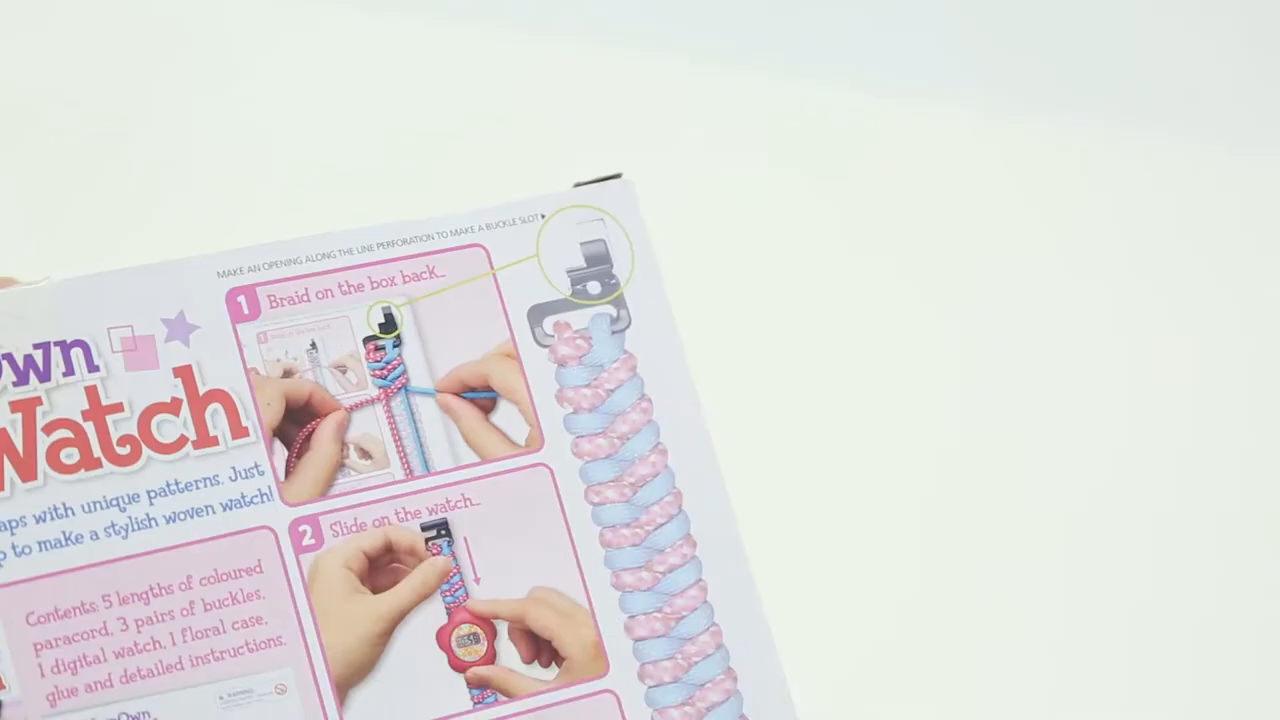 MAKE AN OPENING ALONG THE LINE PERFORATION TO MAKE A BUCKLE SLOT
1 Braid on the box back...
Own
Watch
aps with unique patterns. Just
p to make a stylish woven watch!
2 Slide on the watch...
Contents: 5 lengths of coloured
paracord, 3 pairs of buckles,
1 digital watch, 1 floral case,
glue and detailed instructions.
WARNING: